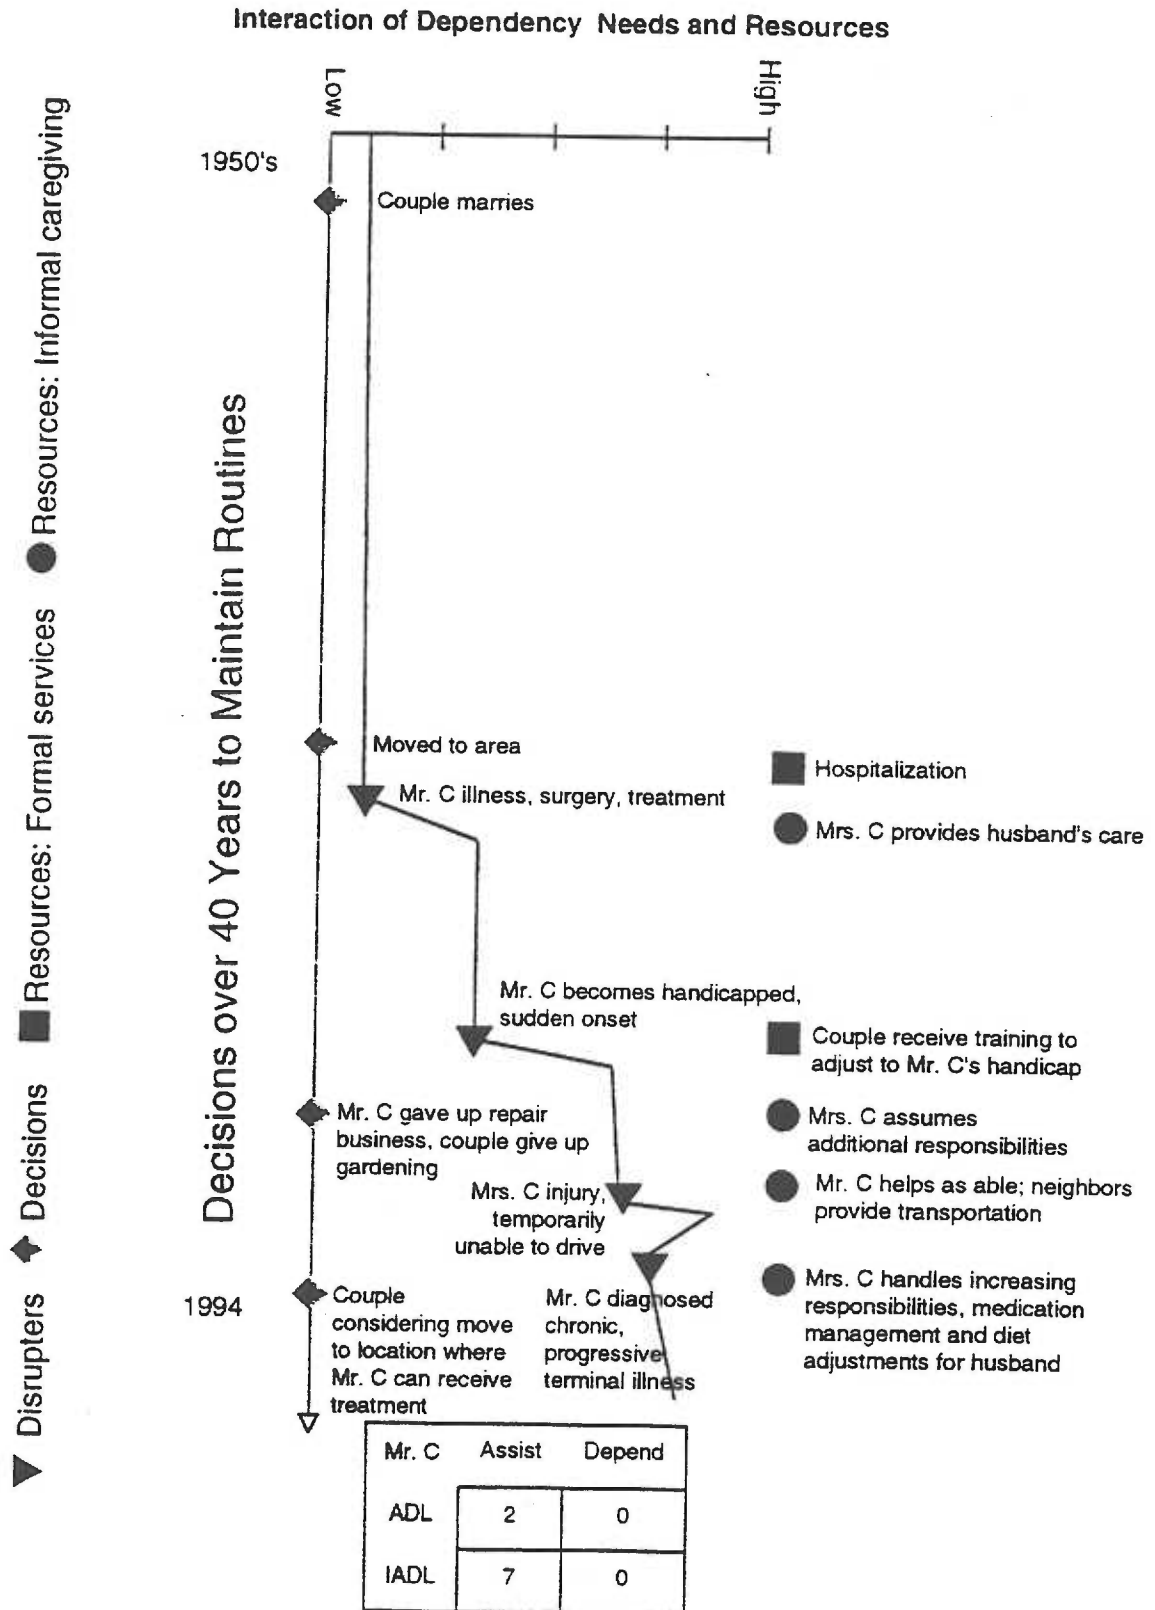 Interaction of Dependency Needs and Resources
Low
High
1950's
Couple marries
Moved to area
Mr. C illness, surgery, treatment
Hospitalization
Mrs. C provides husband's care
Mr. C becomes handicapped,
sudden onset
Couple receive training to
adjust to Mr. C's handicap
Mr. C gave up repair
business, couple give up
gardening
Mrs. C assumes
additional responsibilities
Mrs. C injury,
temporarily
unable to drive
Mr. C helps as able; neighbors
provide transportation
1994
Couple
considering move
to location where
Mr. C can receive
treatment
Mr. C diagnosed
chronic,
progressive
terminal illness
Mrs. C handles increasing
responsibilities, medication
management and diet
adjustments for husband
Mr. C Assist Depend
ADL 2 0
IADL 7 0
Decisions over 40 Years to Maintain Routines
Disrupters Decisions Resources: Formal services Resources: Informal caregiving